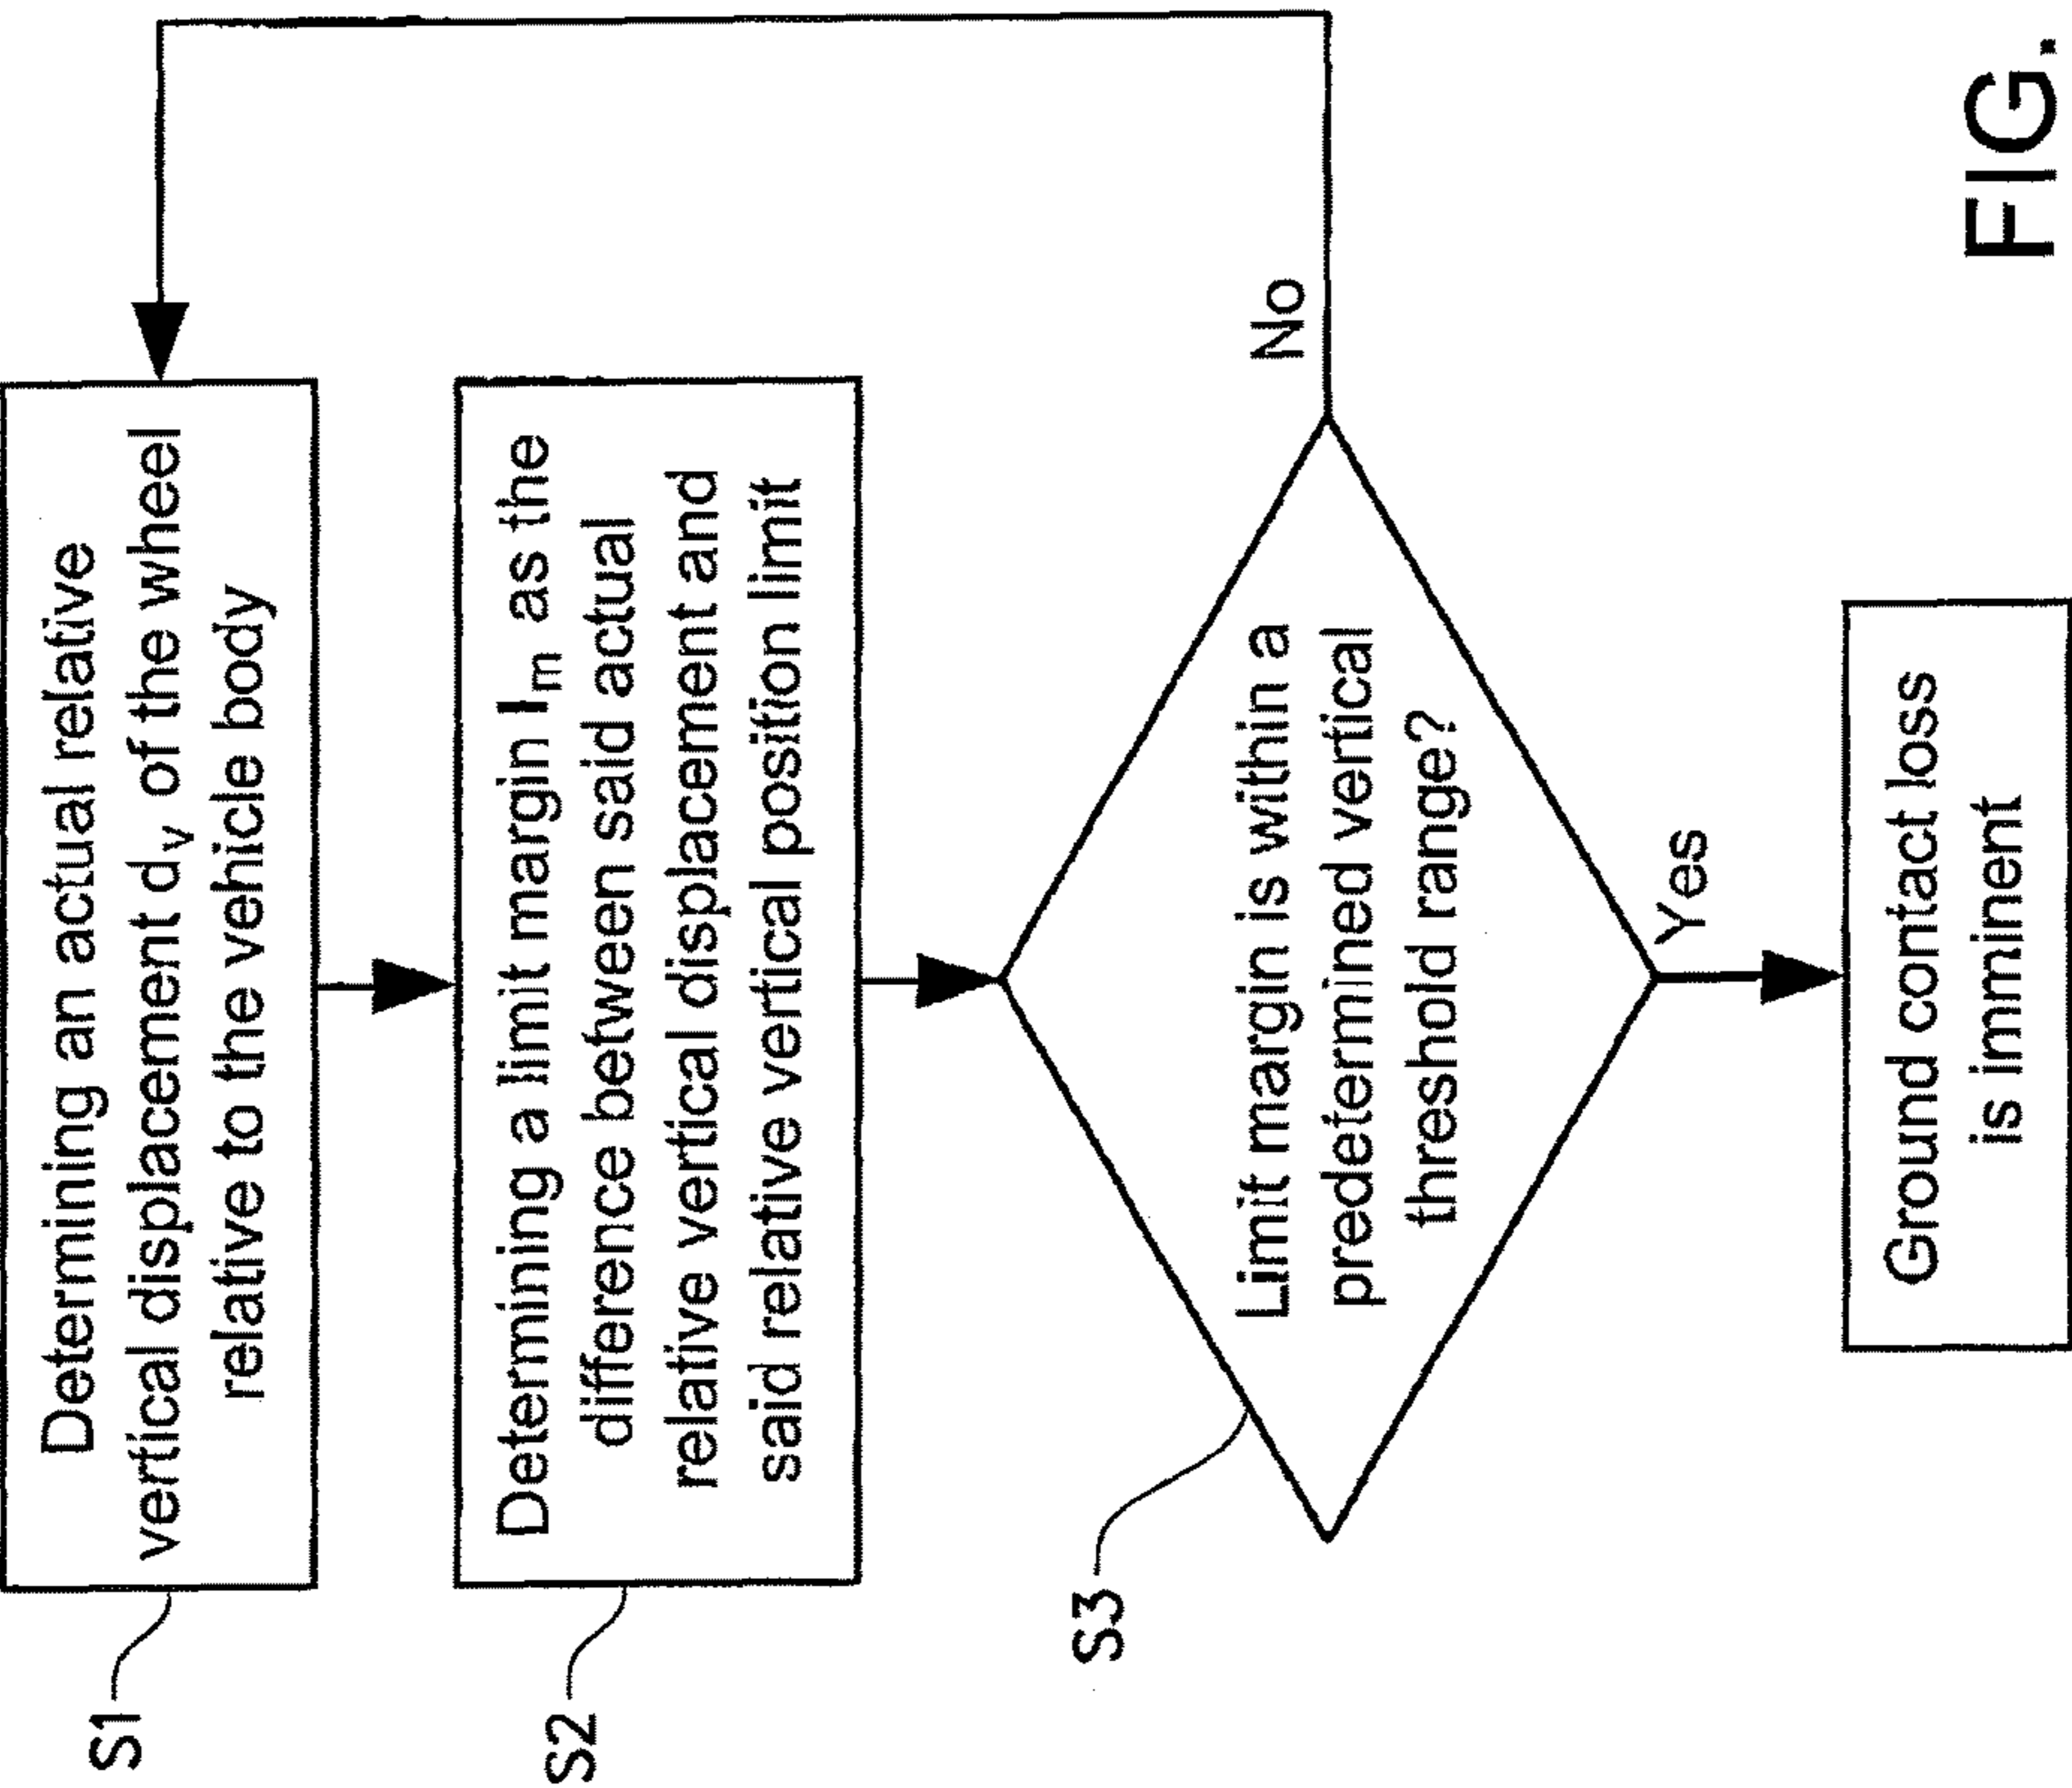 S1
Determining an actual relative
vertical displacement dᵥ of the wheel
relative to the vehicle body
S2
Determining a limit margin lₘ as the
difference between said actual
relative vertical displacement and
said relative vertical position limit
S3
Limit margin is within a
predetermined vertical
threshold range?
No
Yes
Ground contact loss
is imminent
FIG.